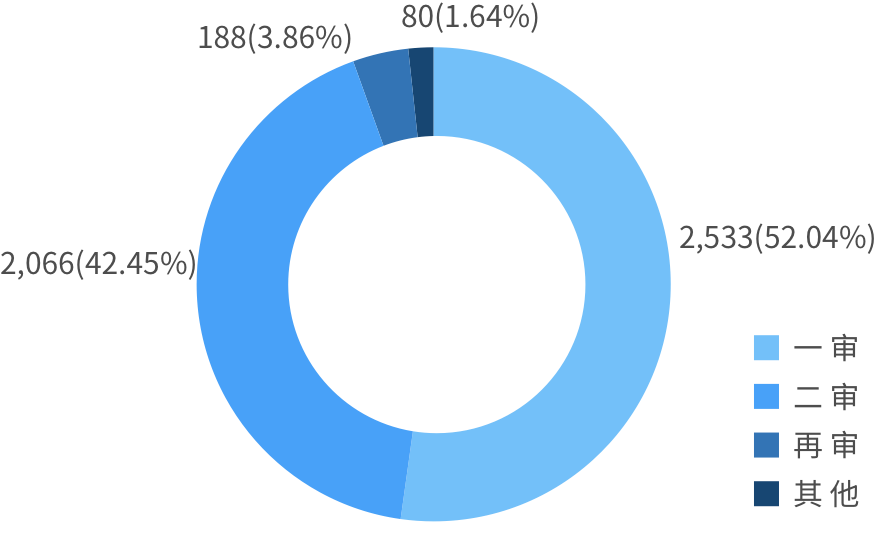 80(1.64%)
188(3.86%)
2,533(52.04%)
2,066(42.45%)
一审
二审
再审
其他